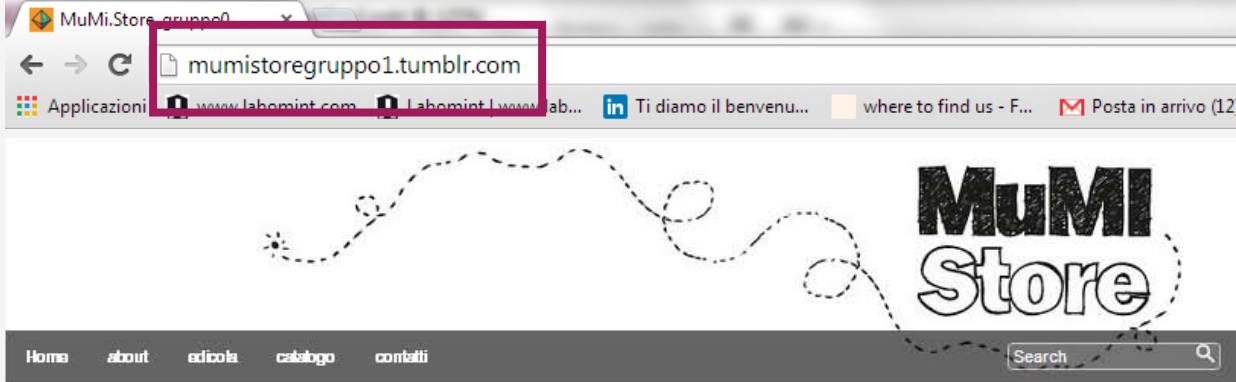 MuMi.Store_gruppo0
mumistoregruppo1.tumblr.com
Applicazioni www.labomint.com Labomint | www.lab... Ti diamo il benvenu... where to find us - F... Posta in arrivo (12)
MuMI
Store
Home about edicola catalogo contatti Search